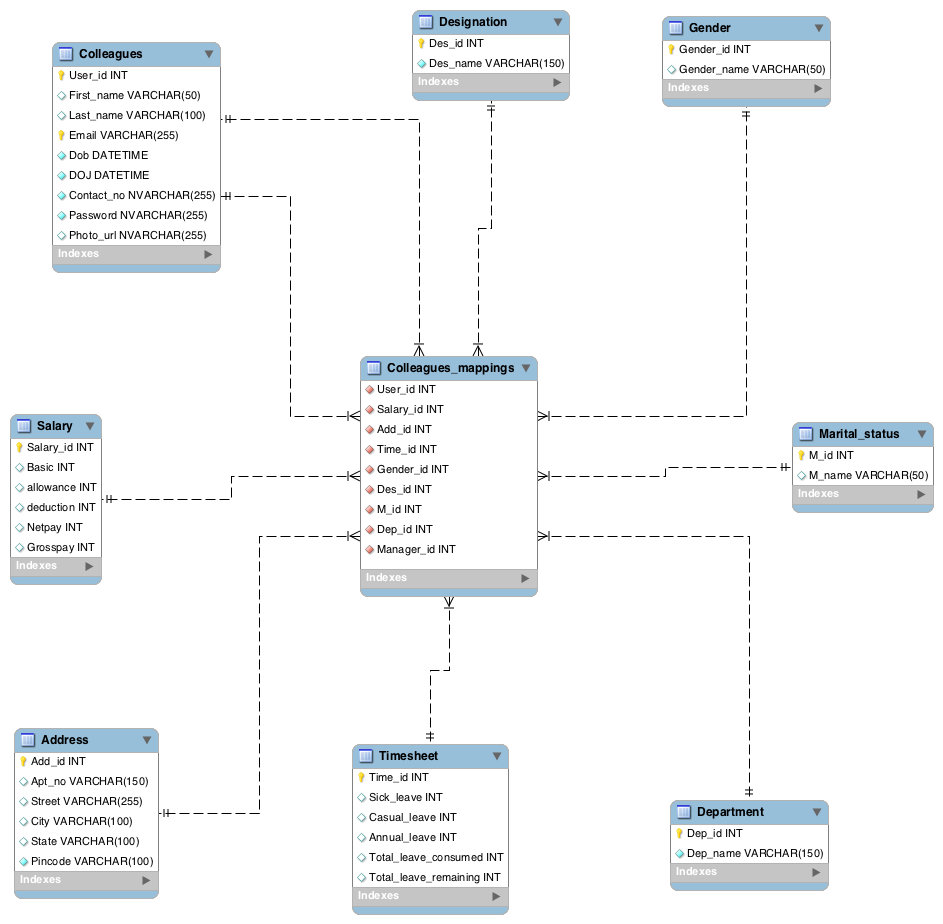 Colleagues
User_id INT
First_name VARCHAR(50)
Last_name VARCHAR(100)
Email VARCHAR(255)
Dob DATETIME
DOJ DATETIME
Contact_no NVARCHAR(255)
Password NVARCHAR(255)
Photo_url NVARCHAR(255)
Indexes
Designation
Des_id INT
Des_name VARCHAR(150)
Indexes
Gender
Gender_id INT
Gender_name VARCHAR(50)
Indexes
Colleagues_mappings
User_id INT
Salary_id INT
Add_id INT
Time_id INT
Gender_id INT
Des_id INT
M_id INT
Dep_id INT
Manager_id INT
Indexes
Salary
Salary_id INT
Basic INT
allowance INT
deduction INT
Netpay INT
Grosspay INT
Indexes
Marital_status
M_id INT
M_name VARCHAR(50)
Indexes
Address
Add_id INT
Apt_no VARCHAR(150)
Street VARCHAR(255)
City VARCHAR(100)
State VARCHAR(100)
Pincode VARCHAR(100)
Indexes
Timesheet
Time_id INT
Sick_leave INT
Casual_leave INT
Annual_leave INT
Total_leave_consumed INT
Total_leave_remaining INT
Indexes
Department
Dep_id INT
Dep_name VARCHAR(150)
Indexes